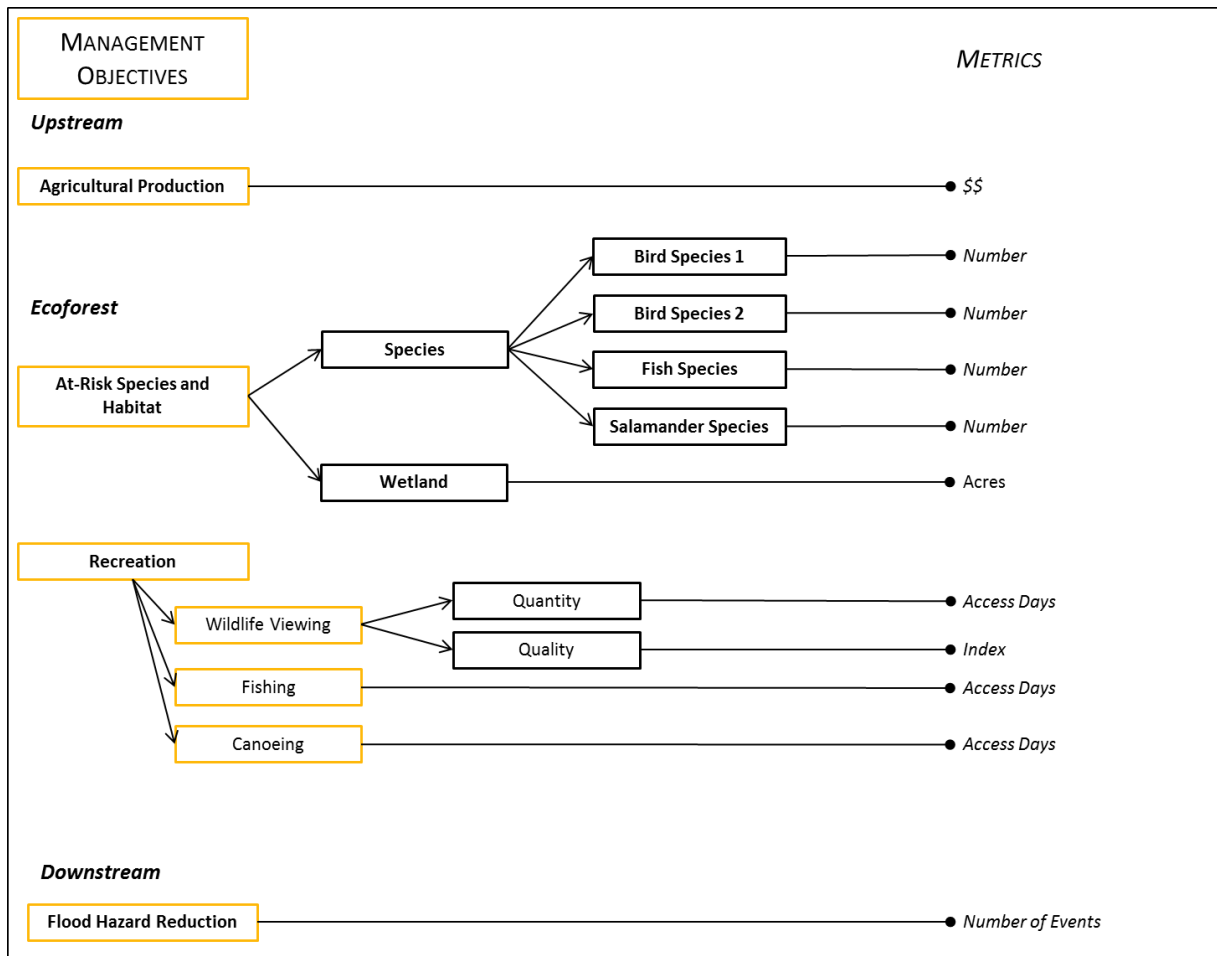 MANAGEMENT
OBJECTIVES
METRICS
Upstream
Agricultural Production
$$
Bird Species 1
Number
Ecoforest
Bird Species 2
Number
Species
Fish Species
Number
At-Risk Species and
Habitat
Salamander Species
Number
Wetland
Acres
Recreation
Quantity
Access Days
Wildlife Viewing
Quality
Index
Fishing
Access Days
Canoeing
Access Days
Downstream
Flood Hazard Reduction
Number of Events